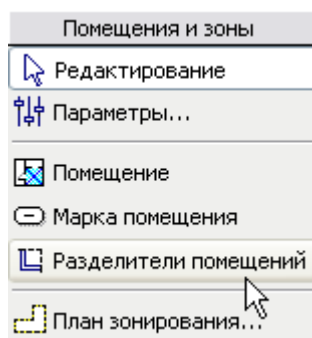 Помещения и зоны
Редактирование
Параметры...
Помещение
Марка помещения
Разделители помещений
План зонирования...